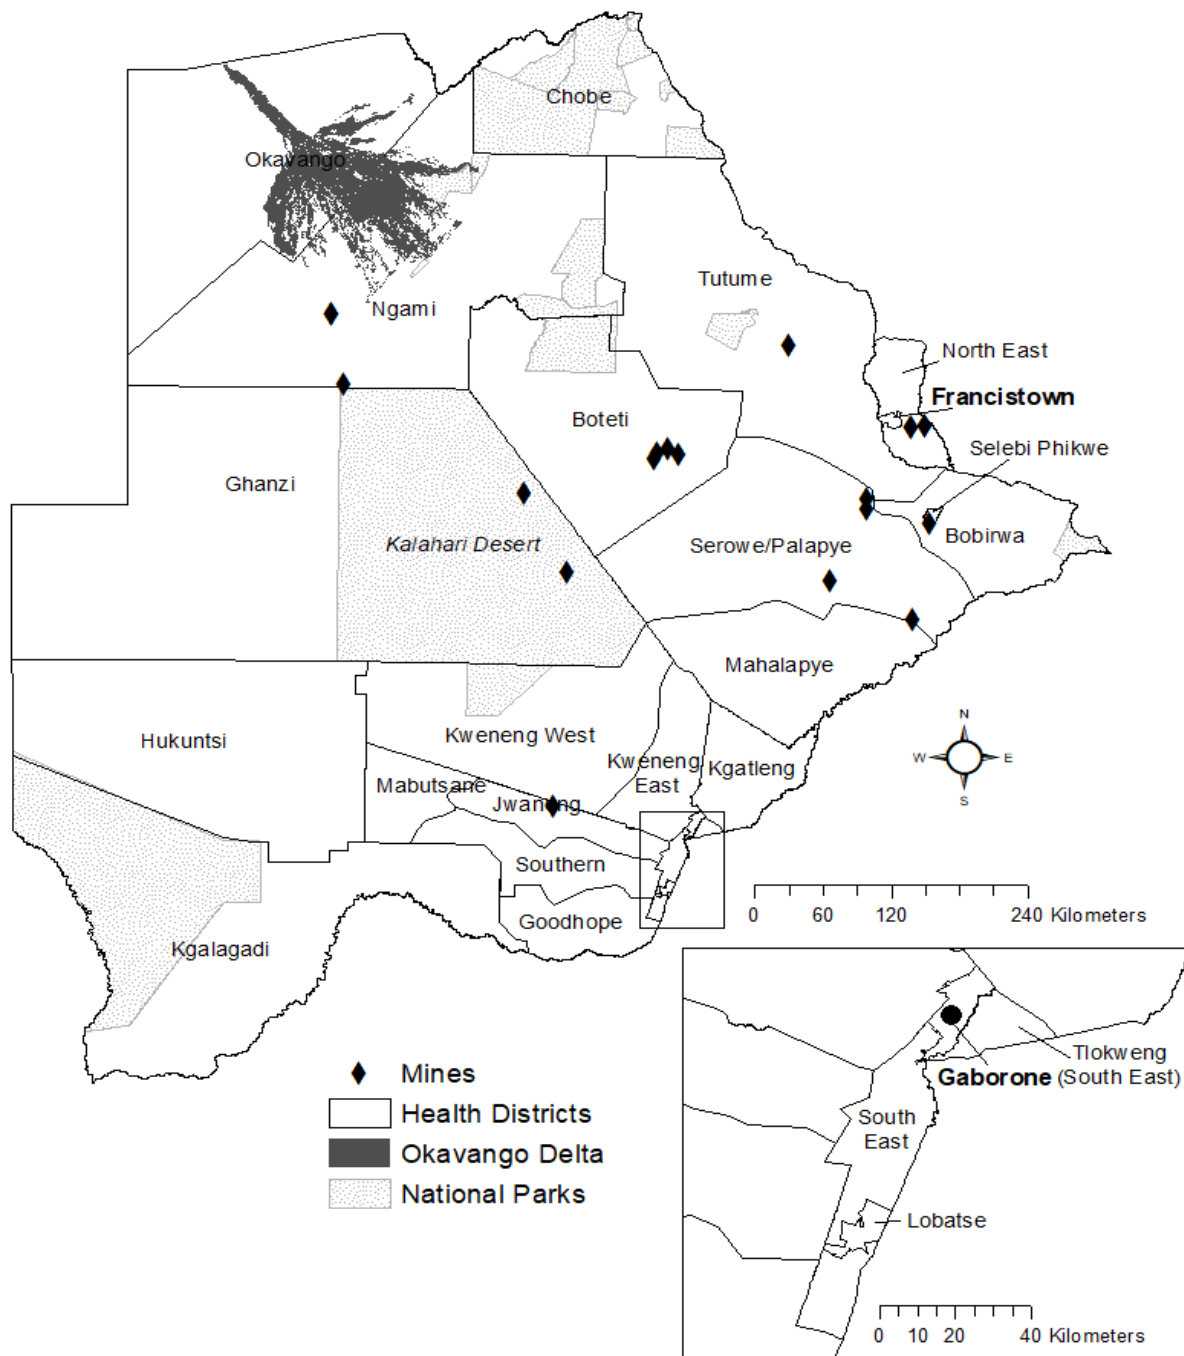 Chobe
Okavango
Tutume
Ngami
North East
Francistown
Boteti
Selebi Phikwe
Ghanzi
Kalahari Desert
Serowe/Palapye
Bobirwa
Mahalapye
N
W E
S
Hukuntsi
Kweneng West
Kweneng
East
Kgatleng
Mabutsane
Jwaneng
Southern
Goodhope
0 60 120 240 Kilometers
Kgalagadi
Mines
Health Districts
Okavango Delta
National Parks
Tlokweng
Gaborone (South East)
South
East
Lobatse
0 10 20 40 Kilometers